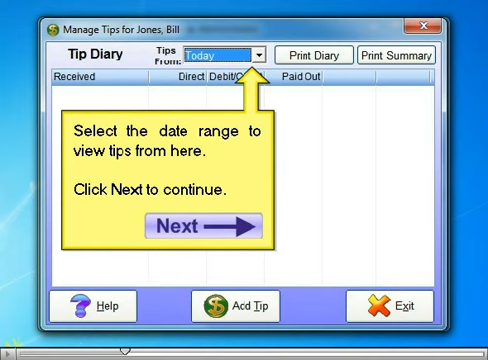 Manage Tips for Jones, Bill
Tip Diary
Tips From:
Today
Print Diary
Print Summary
Received Direct Paid Out
Select the date range to
view tips from here.
Click Next to continue.
Next
Help
Add Tip
Exit